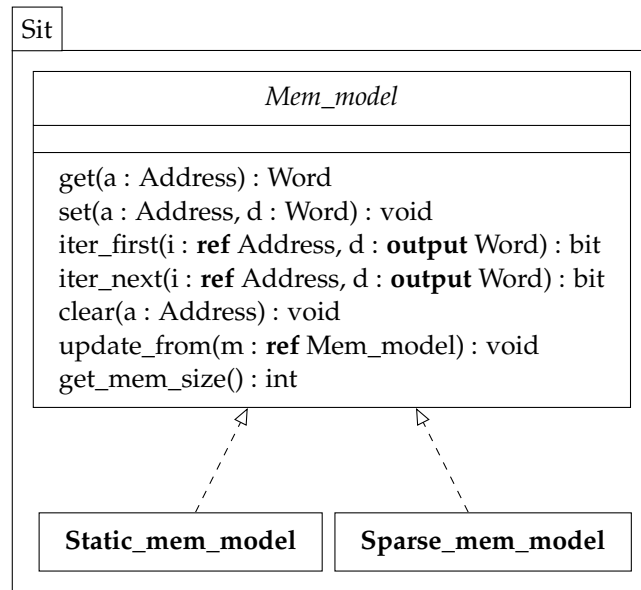 Sit
Mem_model
get(a : Address) : Word
set(a : Address, d : Word) : void
iter_first(i : ref Address, d : output Word) : bit
iter_next(i : ref Address, d : output Word) : bit
clear(a : Address) : void
update_from(m : ref Mem_model) : void
get_mem_size() : int
Static_mem_model Sparse_mem_model